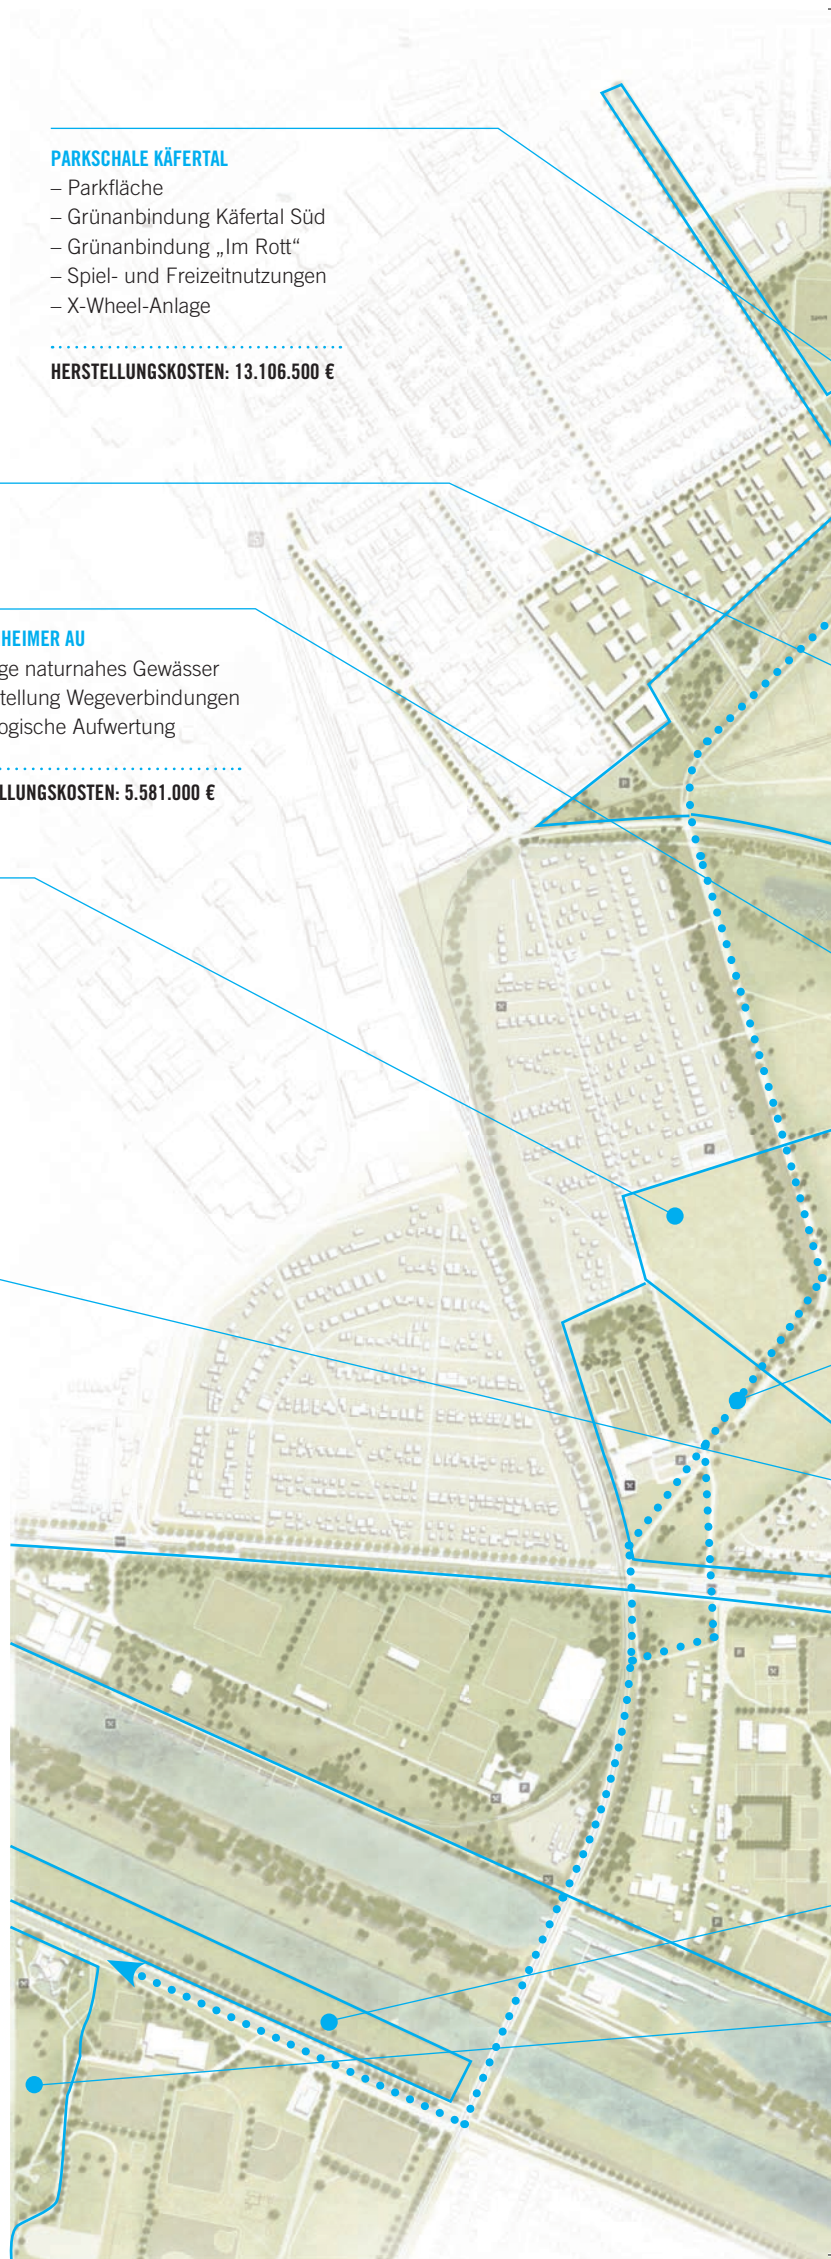 PARKSCHALE KÄFERTAL
– Parkfläche
– Grünanbindung Käfertal Süd
– Grünanbindung „Im Rott“
– Spiel- und Freizeitnutzungen
– X-Wheel-Anlage
HERSTELLUNGSKOSTEN: 13.106.500 €
HEIMER AU
ge naturnahes Gewässer
tellung Wegeverbindungen
ogische Aufwertung
LLUNGSKOSTEN: 5.581.000 €
P
P
P
P
P
P
P